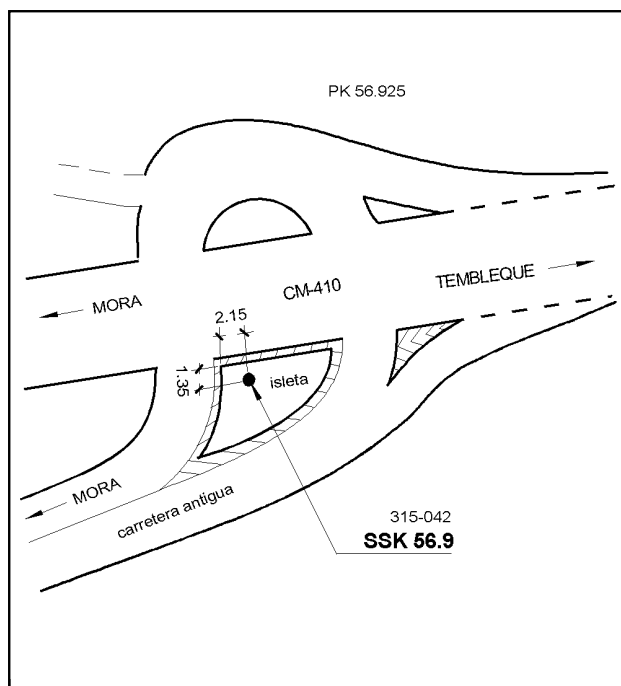 PK 56.925
TEMBLEQUE
CM-410
MORA
2.15
1.35
isleta
MORA
carretera antigua
315-042
SSK 56.9